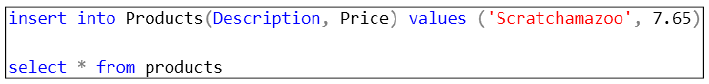 insert into Products(Description, Price) values ('Scratchamazoo', 7.65)
select * from products